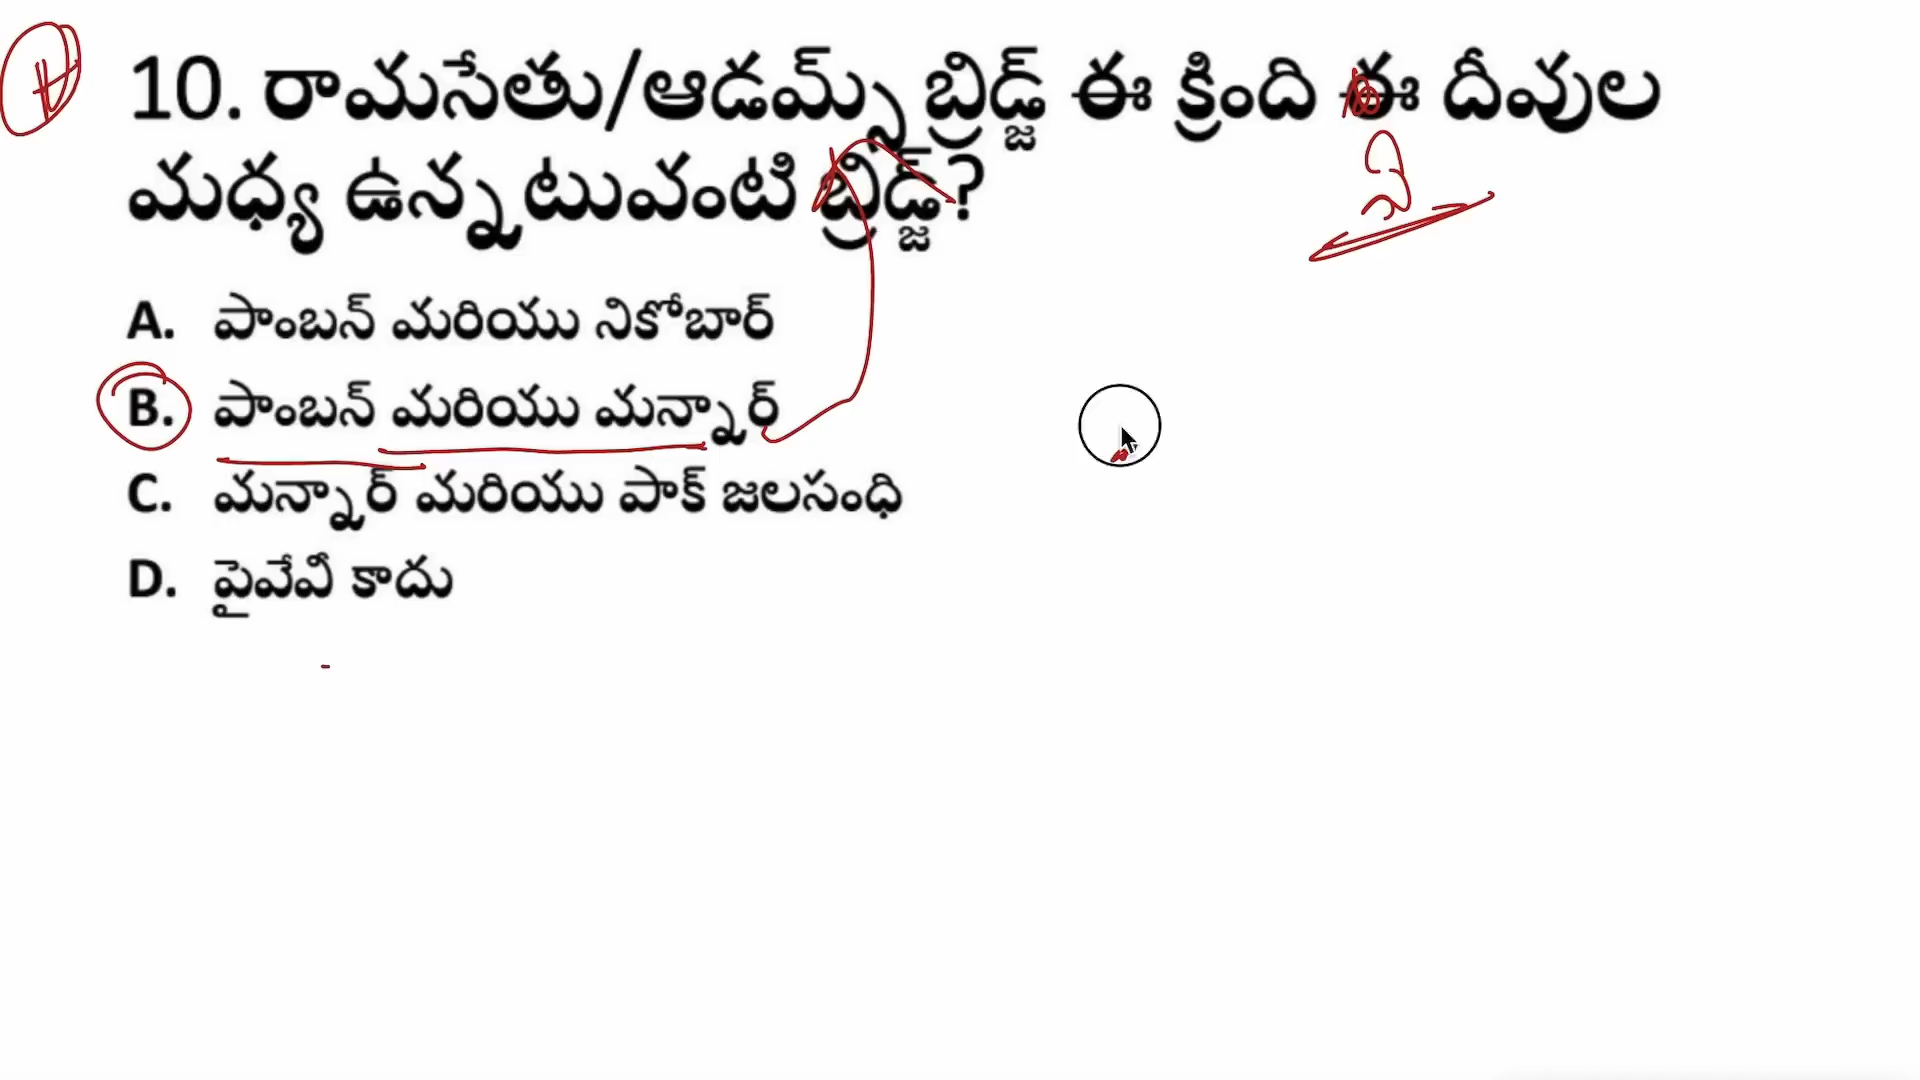 10. రామసేతు/ఆడమ్స్ బ్రిడ్జ్ ఈ క్రింది ఈ దీవుల
మధ్య ఉన్నటువంటి బ్రిడ్జ్?
A. పాంబన్ మరియు నికోబార్
B. పాంబన్ మరియు మన్నార్
C. మన్నార్ మరియు పాక్ జలసంధి
D. పైవేవీ కాదు